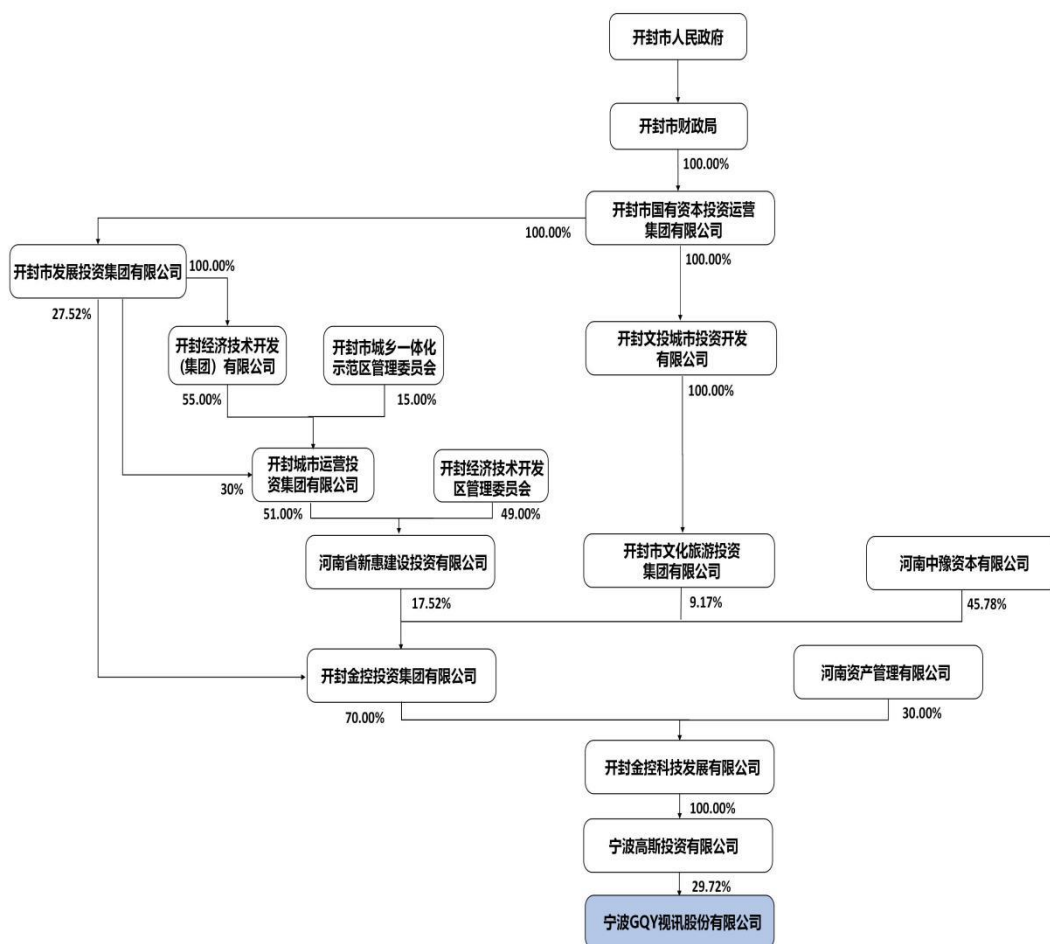 开封市人民政府
开封市财政局
100.00%
开封市国有资本投资运营
集团有限公司
100.00%
100.00%
开封市发展投资集团有限公司
100.00%
27.52%
开封经济技术开发
(集团）有限公司
开封市城乡一体化
示范区管理委员会
开封文投城市投资开发
有限公司
55.00%
15.00%
100.00%
开封城市运营投
资集团有限公司
开封经济技术开发
区管理委员会
30%
51.00%
49.00%
河南省新惠建设投资有限公司
开封市文化旅游投资
集团有限公司
河南中豫资本有限公司
17.52%
9.17%
45.78%
开封金控投资集团有限公司
河南资产管理有限公司
70.00%
30.00%
开封金控科技发展有限公司
100.00%
宁波高斯投资有限公司
29.72%
宁波GQY视讯股份有限公司